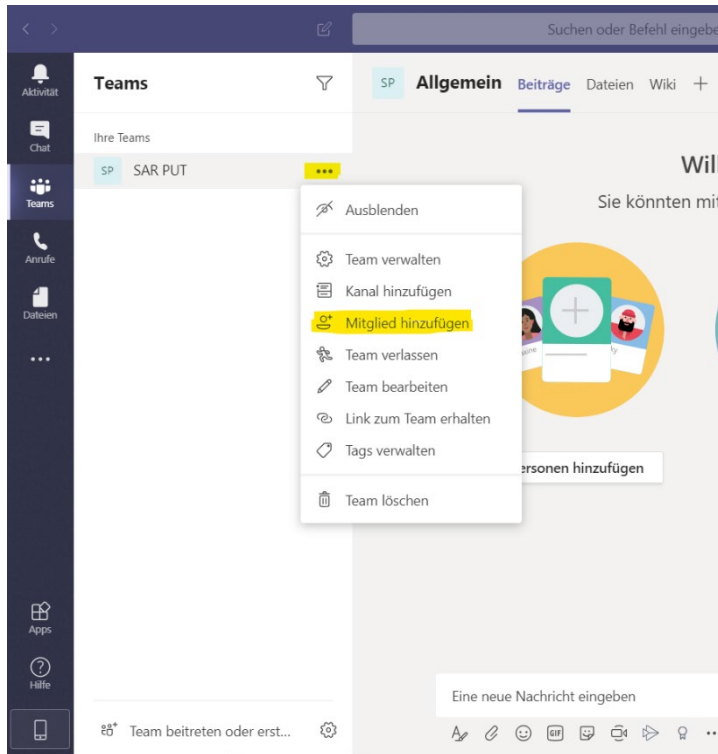 Suchen oder Befehl eingebe
Aktivität
Chat
Teams
Anrufe
Dateien
Apps
Hilfe
Teams
Ihre Teams
SP SAR PUT
Ausblenden
Team verwalten
Kanal hinzufügen
Mitglied hinzufügen
Team verlassen
Team bearbeiten
Link zum Team erhalten
Tags verwalten
Team löschen
Team beitreten oder erst...
SP Allgemein Beiträge Dateien Wiki
Will
Sie könnten mit
ersonen hinzufügen
Eine neue Nachricht eingeben
GIF